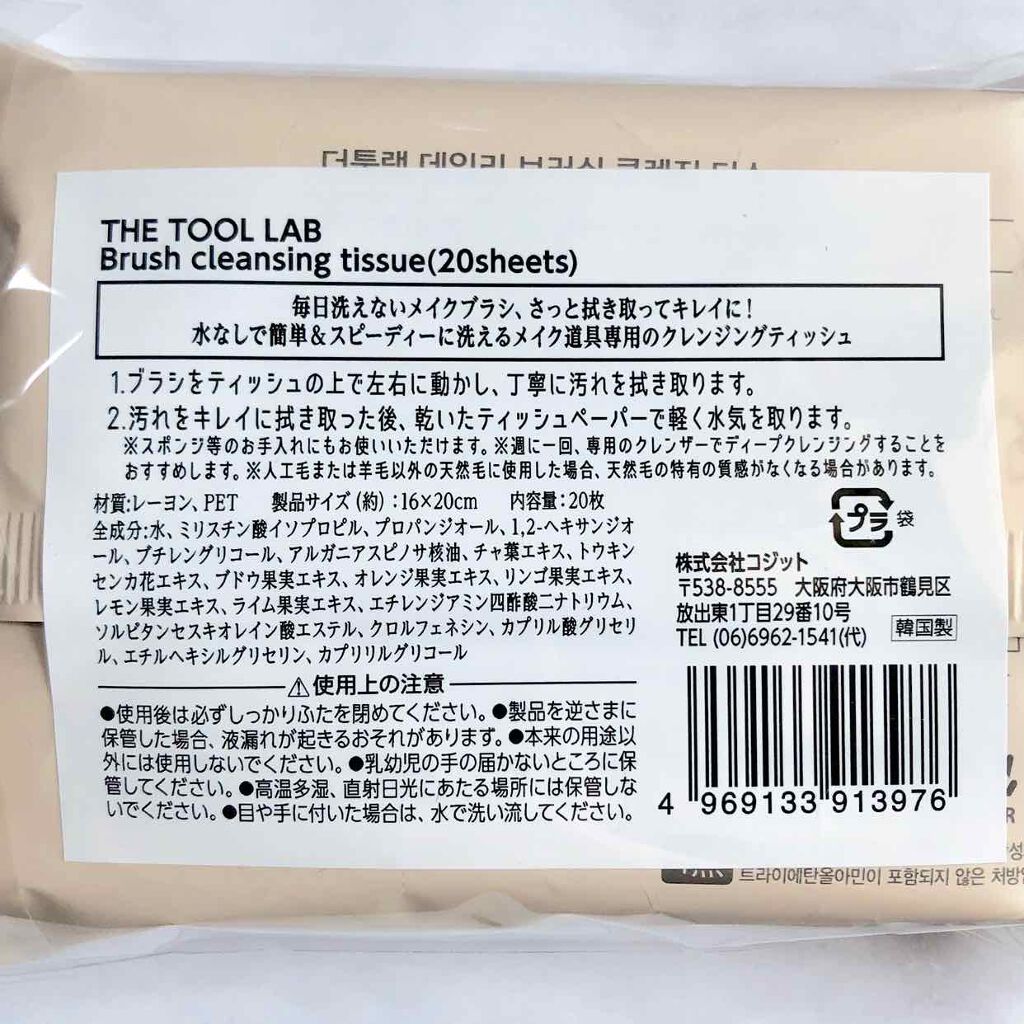 THE TOOL LAB
Brush cleansing tissue(20sheets)
毎日洗えないメイクブラシ、さっと拭き取ってキレイに!
水なしで簡単&スピーディーに洗えるメイク道具専用のクレンジングティッシュ
1.ブラシをティッシュの上で左右に動かし、丁寧に汚れを拭き取ります。
2.汚れをキレイに拭き取った後、乾いたティッシュペーパーで軽く水気を取ります。
※スポンジ等のお手入れにもお使いいただけます。※週に一回、専用のクレンザーでディープクレンジングすることを
おすすめします。※人工毛または羊毛以外の天然毛に使用した場合、天然毛の特有の質感がなくなる場合があります。
材質:レーヨン、PET 製品サイズ(約):16×20cm 内容量:20枚
全成分:水、ミリスチン酸イソプロピル、プロパンジオール、1,2-ヘキサンジオ
ール、ブチレングリコール、アルガニアスピノサ核油、チャ葉エキス、トウキン
センカ花エキス、ブドウ果実エキス、オレンジ果実エキス、リンゴ果実エキス、
レモン果実エキス、ライム果実エキス、エチレンジアミン四酢酸二ナトリウム、
ソルビタンセスキオレイン酸エステル、クロルフェネシン、カプリル酸グリセリ
ル、エチルヘキシルグリセリン、カプリリルグリコール
⚠使用上の注意
●使用後は必ずしっかりふたを閉めてください。●製品を逆さまに
保管した場合、液漏れが起きるおそれがあります。●本来の用途以
外には使用しないでください。●乳幼児の手の届かないところに保
管してください。●高温多湿、直射日光にあたる場所には保管しな
いでください。●目や手に付いた場合は、水で洗い流してください。
プラ 袋
株式会社コジット
〒538-8555 大阪府大阪市鶴見区
放出東1丁目29番10号
TEL (06)6962-1541(代) 韓国製
4 969133 913976
트라이에탄올아민이 포함되지 않은 처방